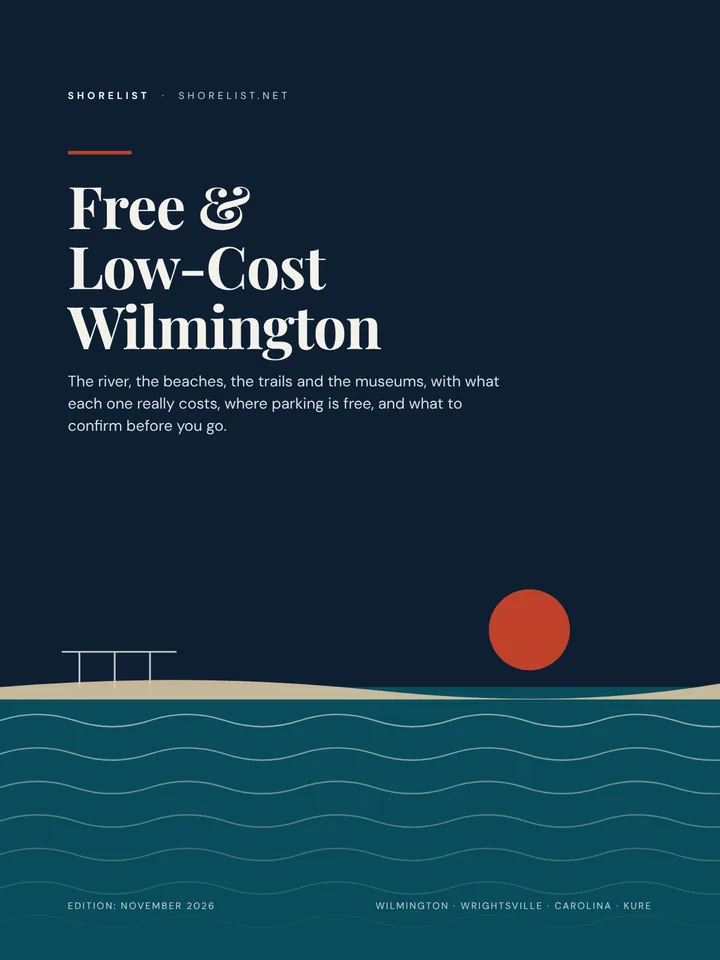 SHORELIST · SHORELIST.NET
Free &
Low-Cost
Wilmington
The river, the beaches, the trails and the museums, with what
each one really costs, where parking is free, and what to
confirm before you go.
EDITION: NOVEMBER 2026
WILMINGTON · WRIGHTSVILLE · CAROLINA · KURE